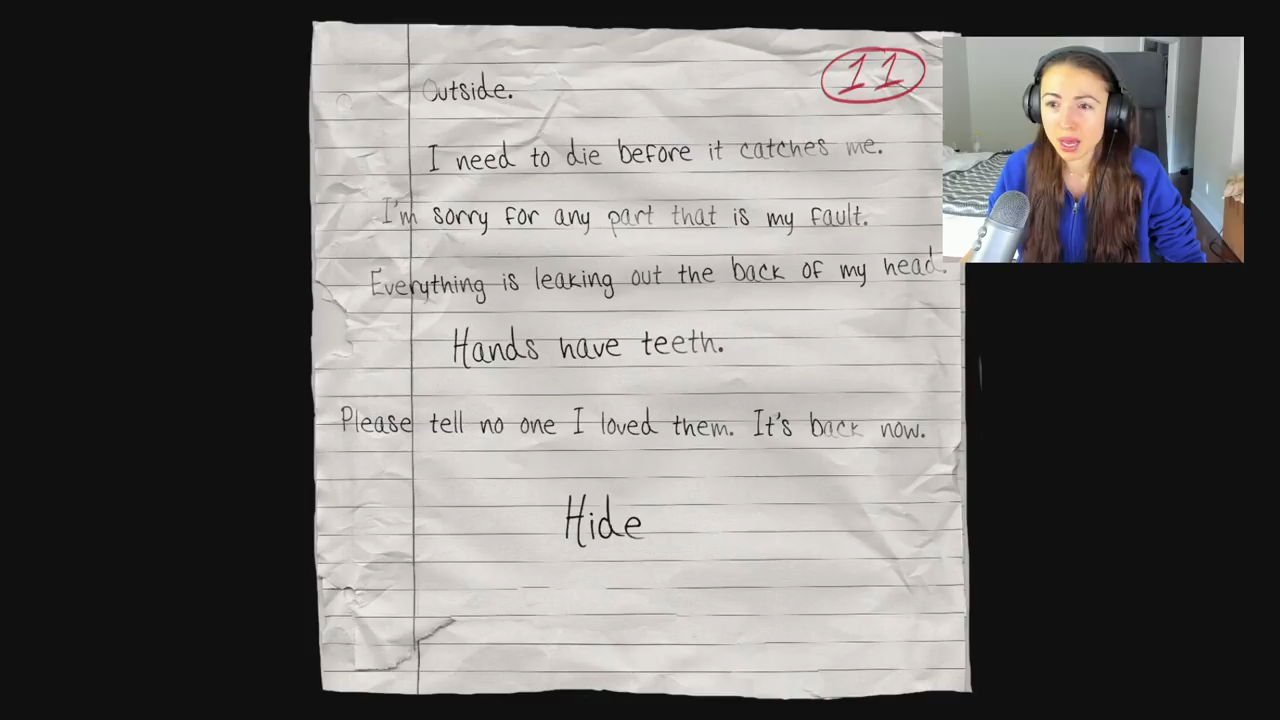 11
Outside.
I need to die before it catches me.
I'm sorry for any part that is my fault.
Everything is leaking out the back of my head.
Hands have teeth.
Please tell no one I loved them. It's back now.
Hide